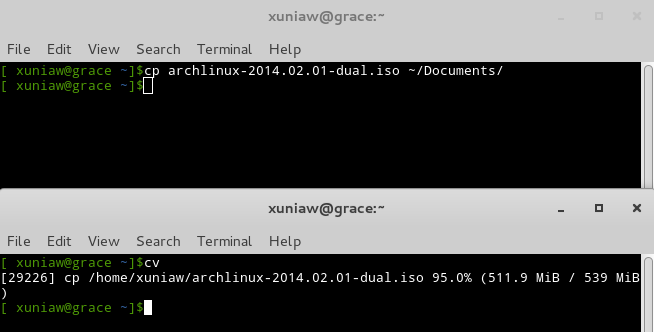 xuniaw@grace:~
File Edit View Search Terminal Help
[ xuniaw@grace ~]$cp archlinux-2014.02.01-dual.iso ~/Documents/
[ xuniaw@grace ~]$
xuniaw@grace:~
File Edit View Search Terminal Help
[ xuniaw@grace ~]$cv
[29226] cp /home/xuniaw/archlinux-2014.02.01-dual.iso 95.0% (511.9 MiB / 539 MiB
)
[ xuniaw@grace ~]$